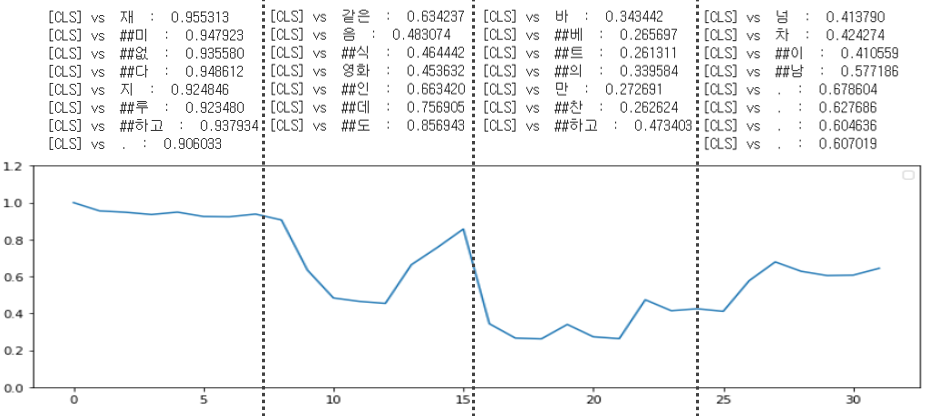 [CLS] vs 재 : 0.955313
[CLS] vs ##미 : 0.947923
[CLS] vs ##없 : 0.935580
[CLS] vs ##다 : 0.948612
[CLS] vs 지 : 0.924846
[CLS] vs ##루 : 0.923480
[CLS] vs ##하고 : 0.937934
[CLS] vs . : 0.906033
[CLS] vs 같은 : 0.634237
[CLS] vs 음 : 0.483074
[CLS] vs ##식 : 0.464442
[CLS] vs 영화 : 0.453632
[CLS] vs ##인 : 0.663420
[CLS] vs ##데 : 0.756905
[CLS] vs ##도 : 0.856943
[CLS] vs 바 : 0.343442
[CLS] vs ##베 : 0.265697
[CLS] vs ##트 : 0.261311
[CLS] vs ##의 : 0.339584
[CLS] vs 만 : 0.272691
[CLS] vs ##찬 : 0.262624
[CLS] vs ##하고 : 0.473403
[CLS] vs 넘 : 0.413790
[CLS] vs 차 : 0.424274
[CLS] vs ##이 : 0.410559
[CLS] vs ##남 : 0.577186
[CLS] vs . : 0.678604
[CLS] vs . : 0.627686
[CLS] vs . : 0.604636
[CLS] vs . : 0.607019
1.2
1.0
0.8
0.6
0.4
0.2
0.0
0 5 10 15 20 25 30